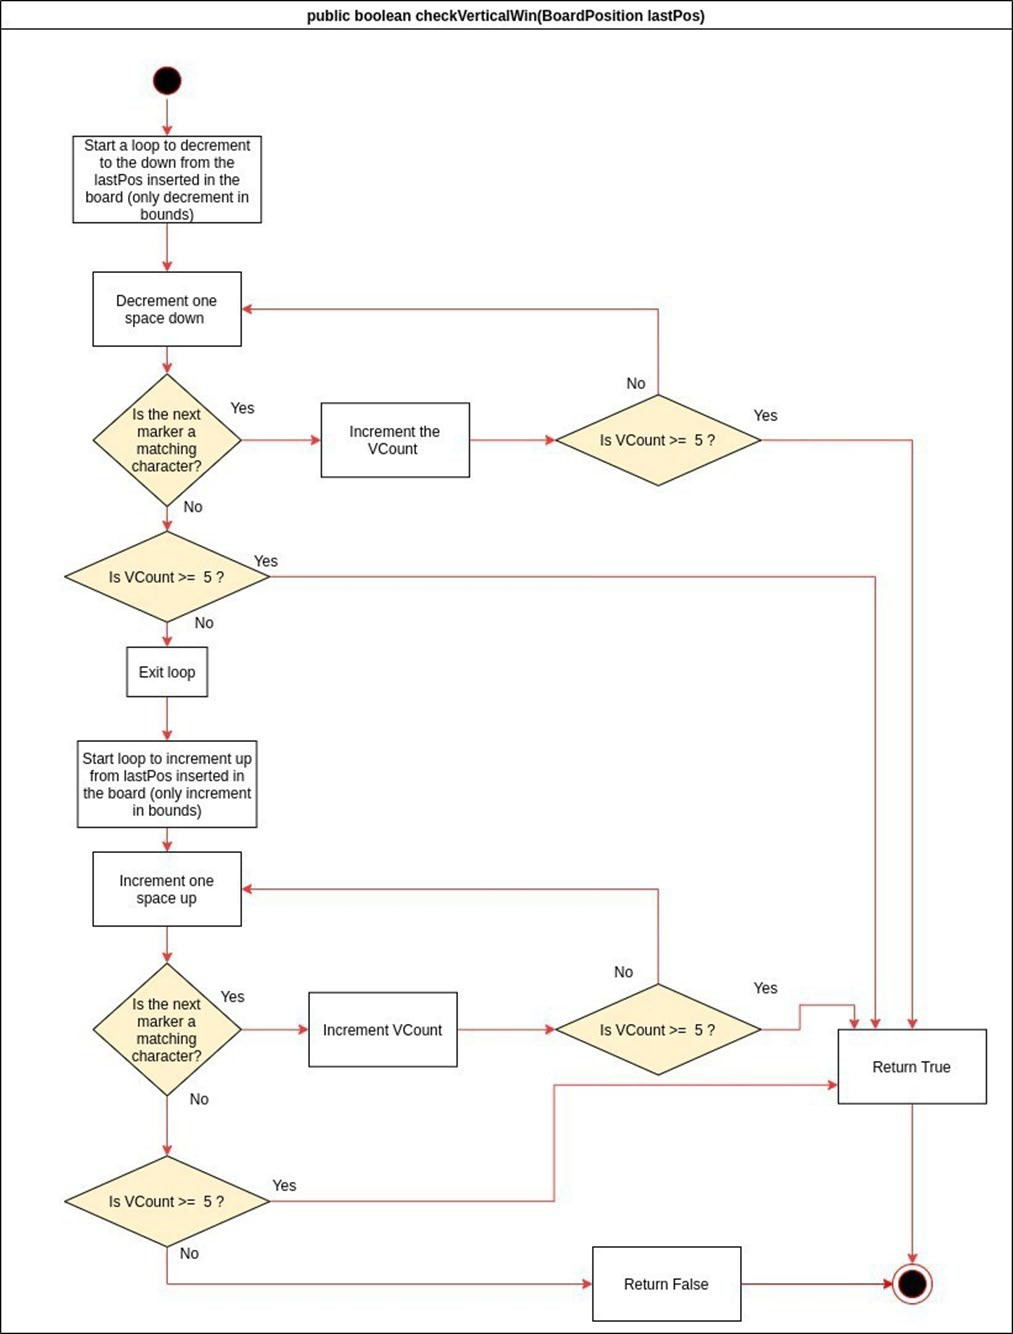 public boolean checkVerticalWin(BoardPosition lastPos)
Start a loop to decrement
to the down from the
lastPos inserted in the
board (only decrement in
bounds)
Decrement one
space down
Is the next
marker a
matching
character?
Yes
Increment the
VCount
No
Is VCount >=  5 ?
Yes
No
Is VCount >=  5 ?
Yes
No
Exit loop
Start loop to increment up
from lastPos inserted in
the board (only increment
in bounds)
Increment one
space up
Is the next
marker a
matching
character?
Yes
Increment VCount
No
Is VCount >=  5 ?
Yes
Return True
No
Is VCount >=  5 ?
Yes
No
Return False